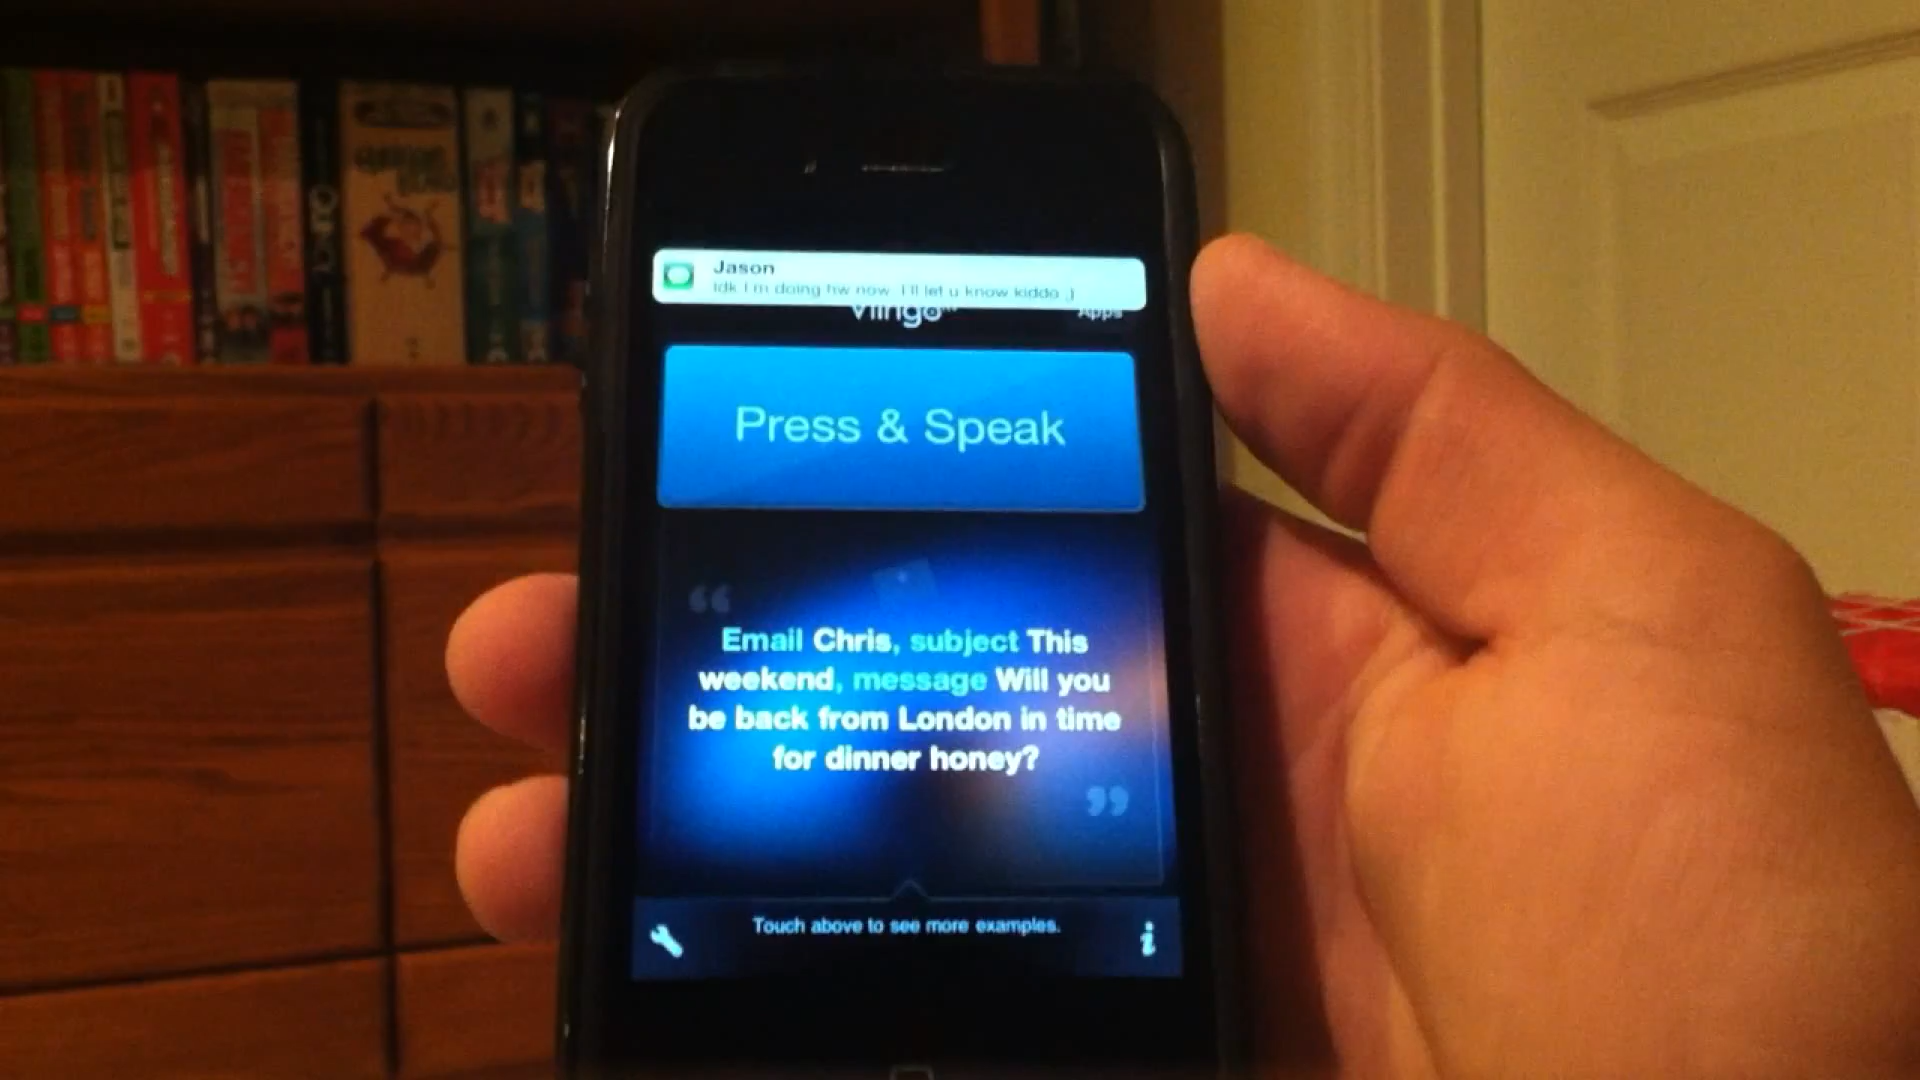 Jason
Idk I'm doing hw now. I'll let u know kiddo ;)
Vlingo
Apps
Press & Speak
“
Email Chris, subject This
weekend, message Will you
be back from London in time
for dinner honey?
”
Touch above to see more examples.
i